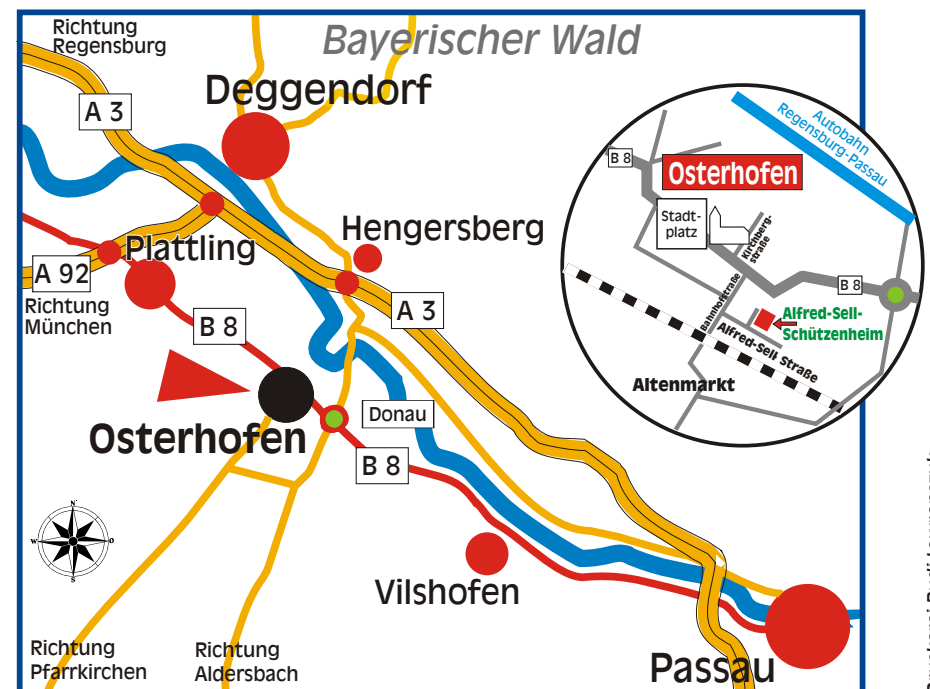 Richtung
Regensburg
Bayerischer Wald
A 3
Deggendorf
Autobahn
Regensburg-Passau
B 8
Osterhofen
Stadt-
platz
Kirchberg-
straße
Hengersberg
Plattling
A 92
Richtung
München
B 8
A 3
B 8
Bahnhofstraße
Alfred-Sell-
Schützenheim
Alfred-Sell Straße
Altenmarkt
Donau
Osterhofen
B 8
N
W
O
S
Vilshofen
Richtung
Pfarrkirchen
Richtung
Aldersbach
Passau